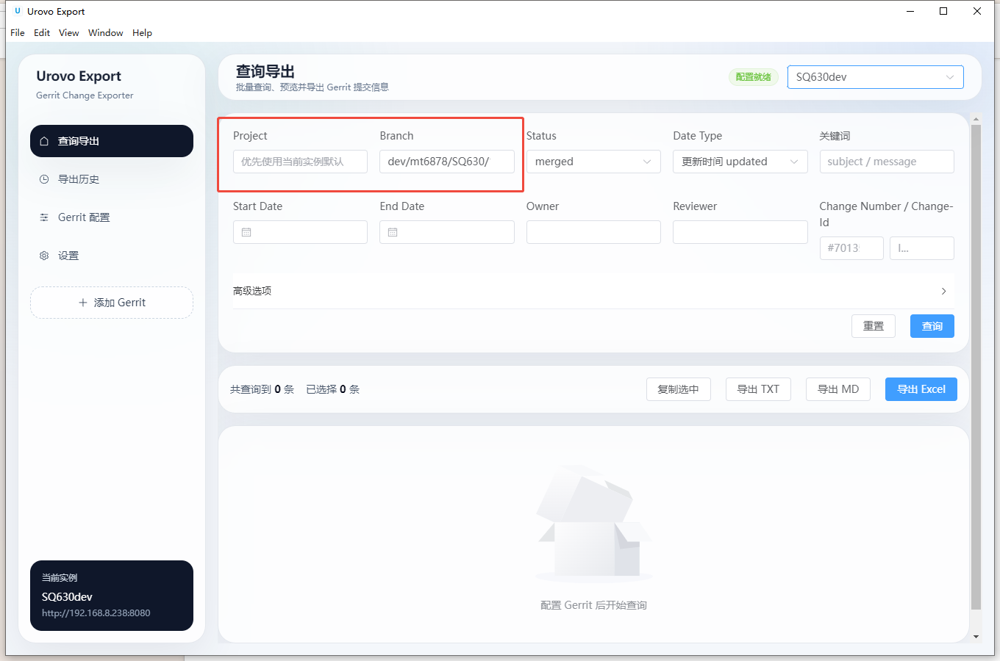 U Urovo Export
File Edit View Window Help
Urovo Export
Gerrit Change Exporter
查询导出
导出历史
Gerrit 配置
设置
添加 Gerrit
当前实例
SQ630dev
http://192.168.8.238:8080
查询导出
批量查询、预览并导出 Gerrit 提交信息
配置就绪
SQ630dev
Project Branch Status Date Type 关键词
优先使用当前实例默认 dev/mt6878/SQ630/ merged 更新时间 updated subject / message
Start Date End Date Owner Reviewer Change Number / Change-
Id
#7013 I...
高级选项
重置 查询
共查询到 0 条 已选择 0 条 复制选中 导出 TXT 导出 MD 导出 Excel
配置 Gerrit 后开始查询